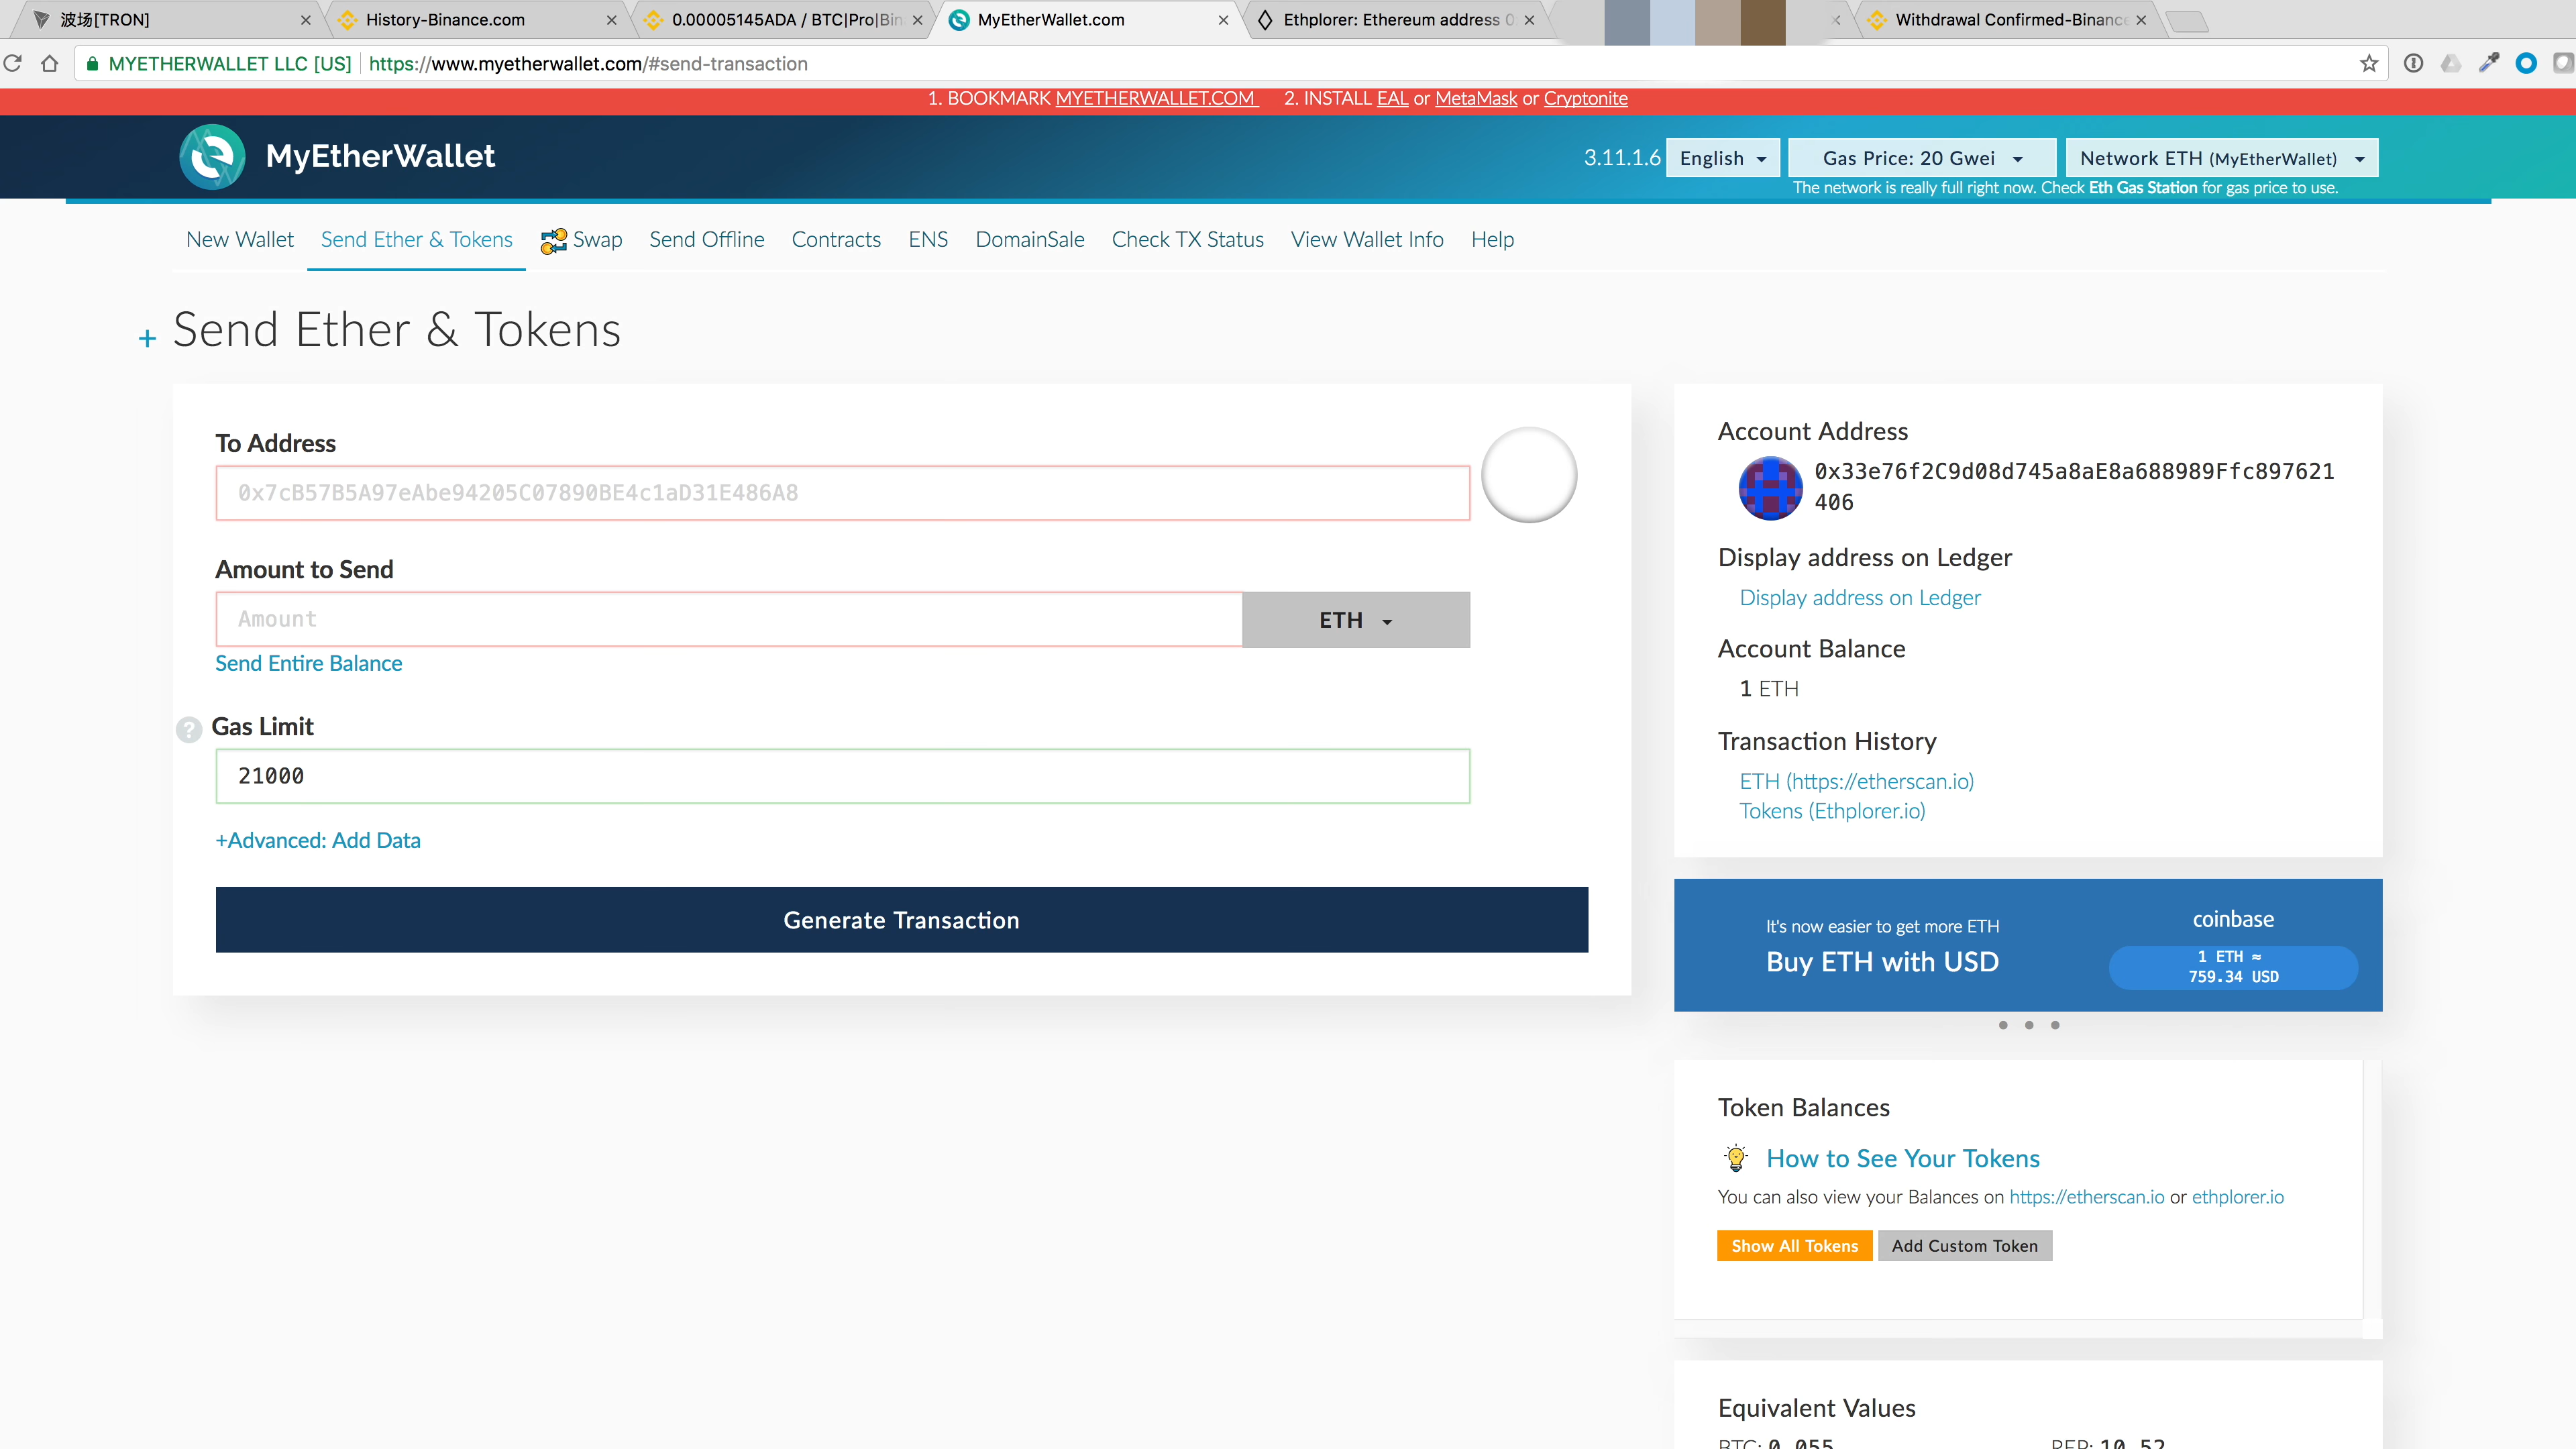 波场[TRON]
History-Binance.com
0.00005145ADA / BTC|Pro|Bin
MyEtherWallet.com
Ethplorer: Ethereum address 0
Withdrawal Confirmed-Binance
MYETHERWALLET LLC [US]
https://www.myetherwallet.com/#send-transaction
1. BOOKMARK MYETHERWALLET.COM 2. INSTALL EAL or MetaMask or Cryptonite
MyEtherWallet
3.11.1.6
English
Gas Price: 20 Gwei
Network ETH (MyEtherWallet)
The network is really full right now. Check Eth Gas Station for gas price to use.
New Wallet
Send Ether & Tokens
Swap
Send Offline
Contracts
ENS
DomainSale
Check TX Status
View Wallet Info
Help
+ Send Ether & Tokens
To Address
0x7cB57B5A97eAbe94205C07890BE4c1aD31E486A8
Amount to Send
Amount
ETH
Send Entire Balance
? Gas Limit
21000
+Advanced: Add Data
Generate Transaction
Account Address
0x33e76f2C9d08d745a8aE8a688989Ffc897621
406
Display address on Ledger
Display address on Ledger
Account Balance
1 ETH
Transaction History
ETH (https://etherscan.io)
Tokens (Ethplorer.io)
It's now easier to get more ETH
Buy ETH with USD
coinbase
1 ETH ≈
759.34 USD
Token Balances
How to See Your Tokens
You can also view your Balances on https://etherscan.io or ethplorer.io
Show All Tokens
Add Custom Token
Equivalent Values
BTC: 0.055
REP: 10.52